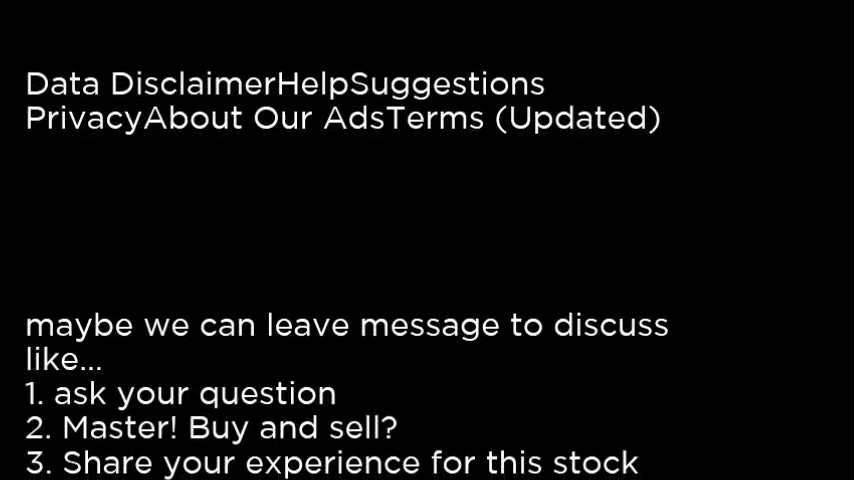 Data DisclaimerHelpSuggestions
PrivacyAbout Our AdsTerms (Updated)
maybe we can leave message to discuss
like...
1. ask your question
2. Master! Buy and sell?
3. Share your experience for this stock